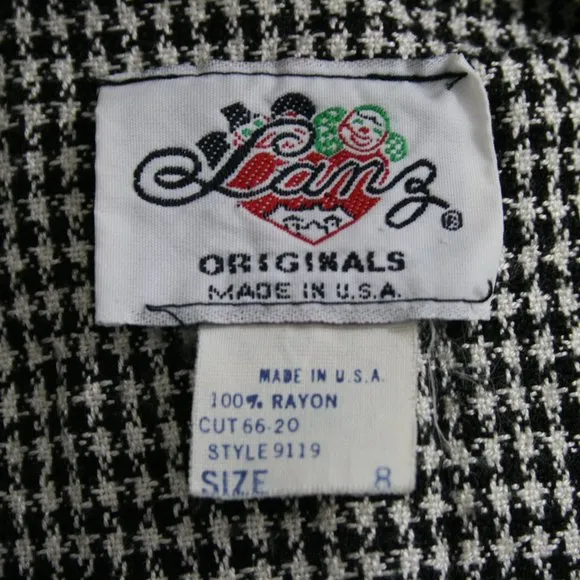 Lanz®
ORIGINALS
MADE IN U.S.A.
MADE IN U.S.A.
100% RAYON
CUT 66-20
STYLE 9119
SIZE 8